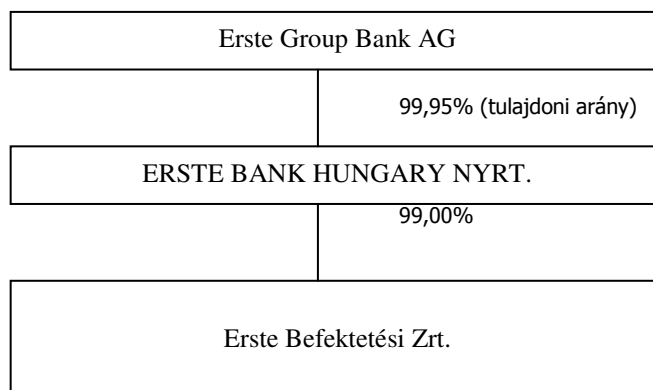 Erste Group Bank AG
99,95% (tulajdoni arány)
ERSTE BANK HUNGARY NYRT.
99,00%
Erste Befektetési Zrt.